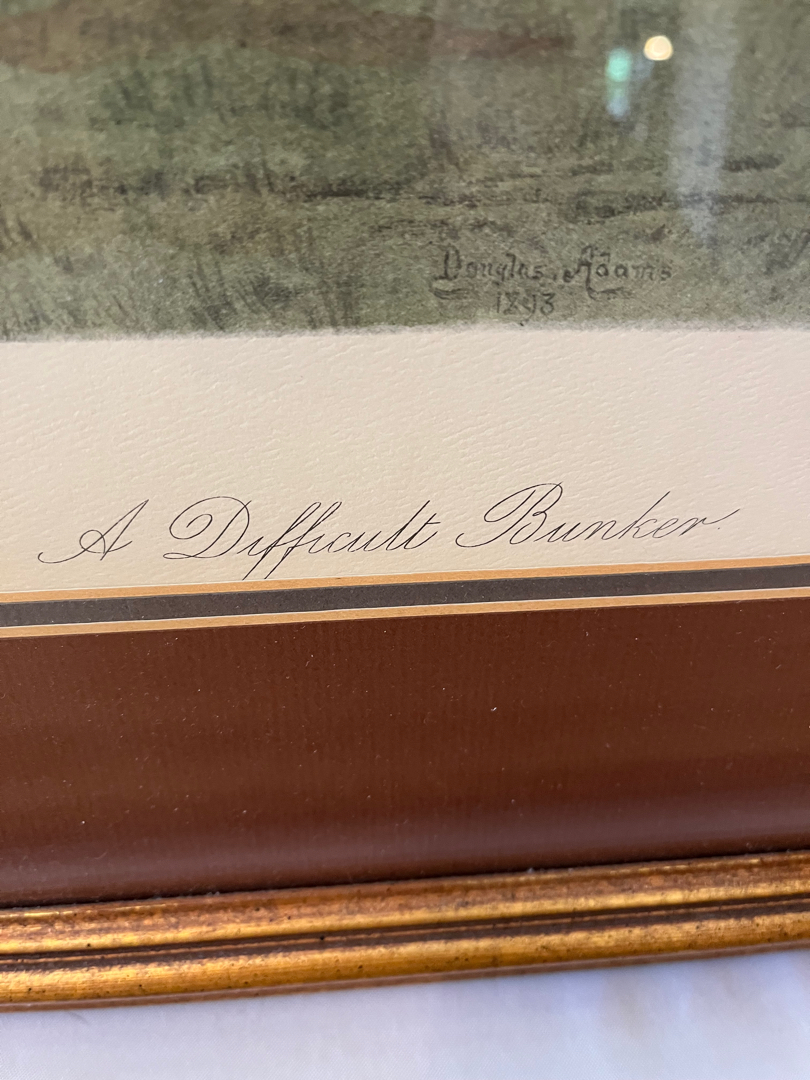 Douglas. Adams
1893
A Difficult Bunker.